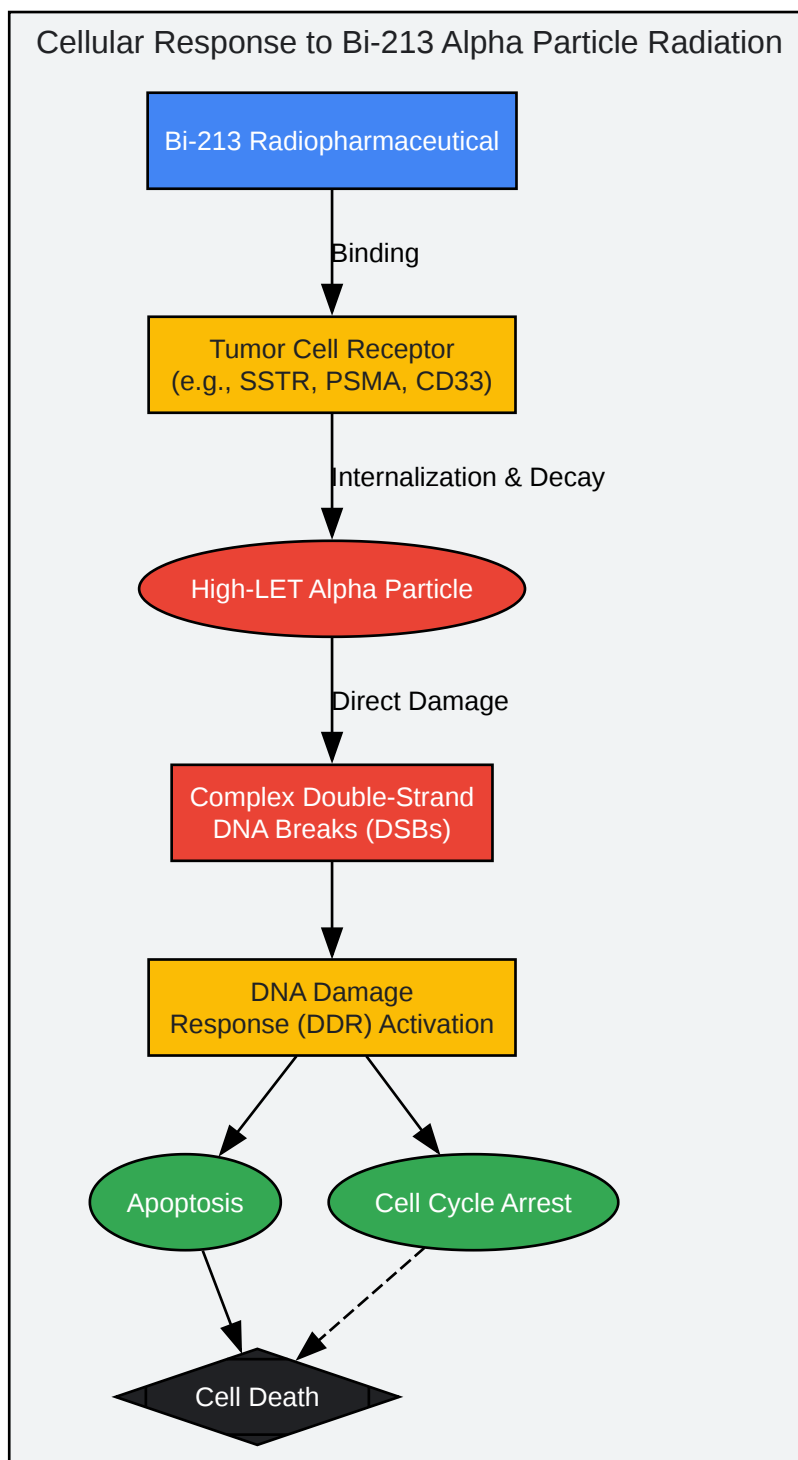 Cellular Response to Bi-213 Alpha Particle Radiation
Bi-213 Radiopharmaceutical
Binding
Tumor Cell Receptor
(e.g., SSTR, PSMA, CD33)
Internalization & Decay
High-LET Alpha Particle
Direct Damage
Complex Double-Strand
DNA Breaks (DSBs)
DNA Damage
Response (DDR) Activation
Apoptosis
Cell Cycle Arrest
Cell Death